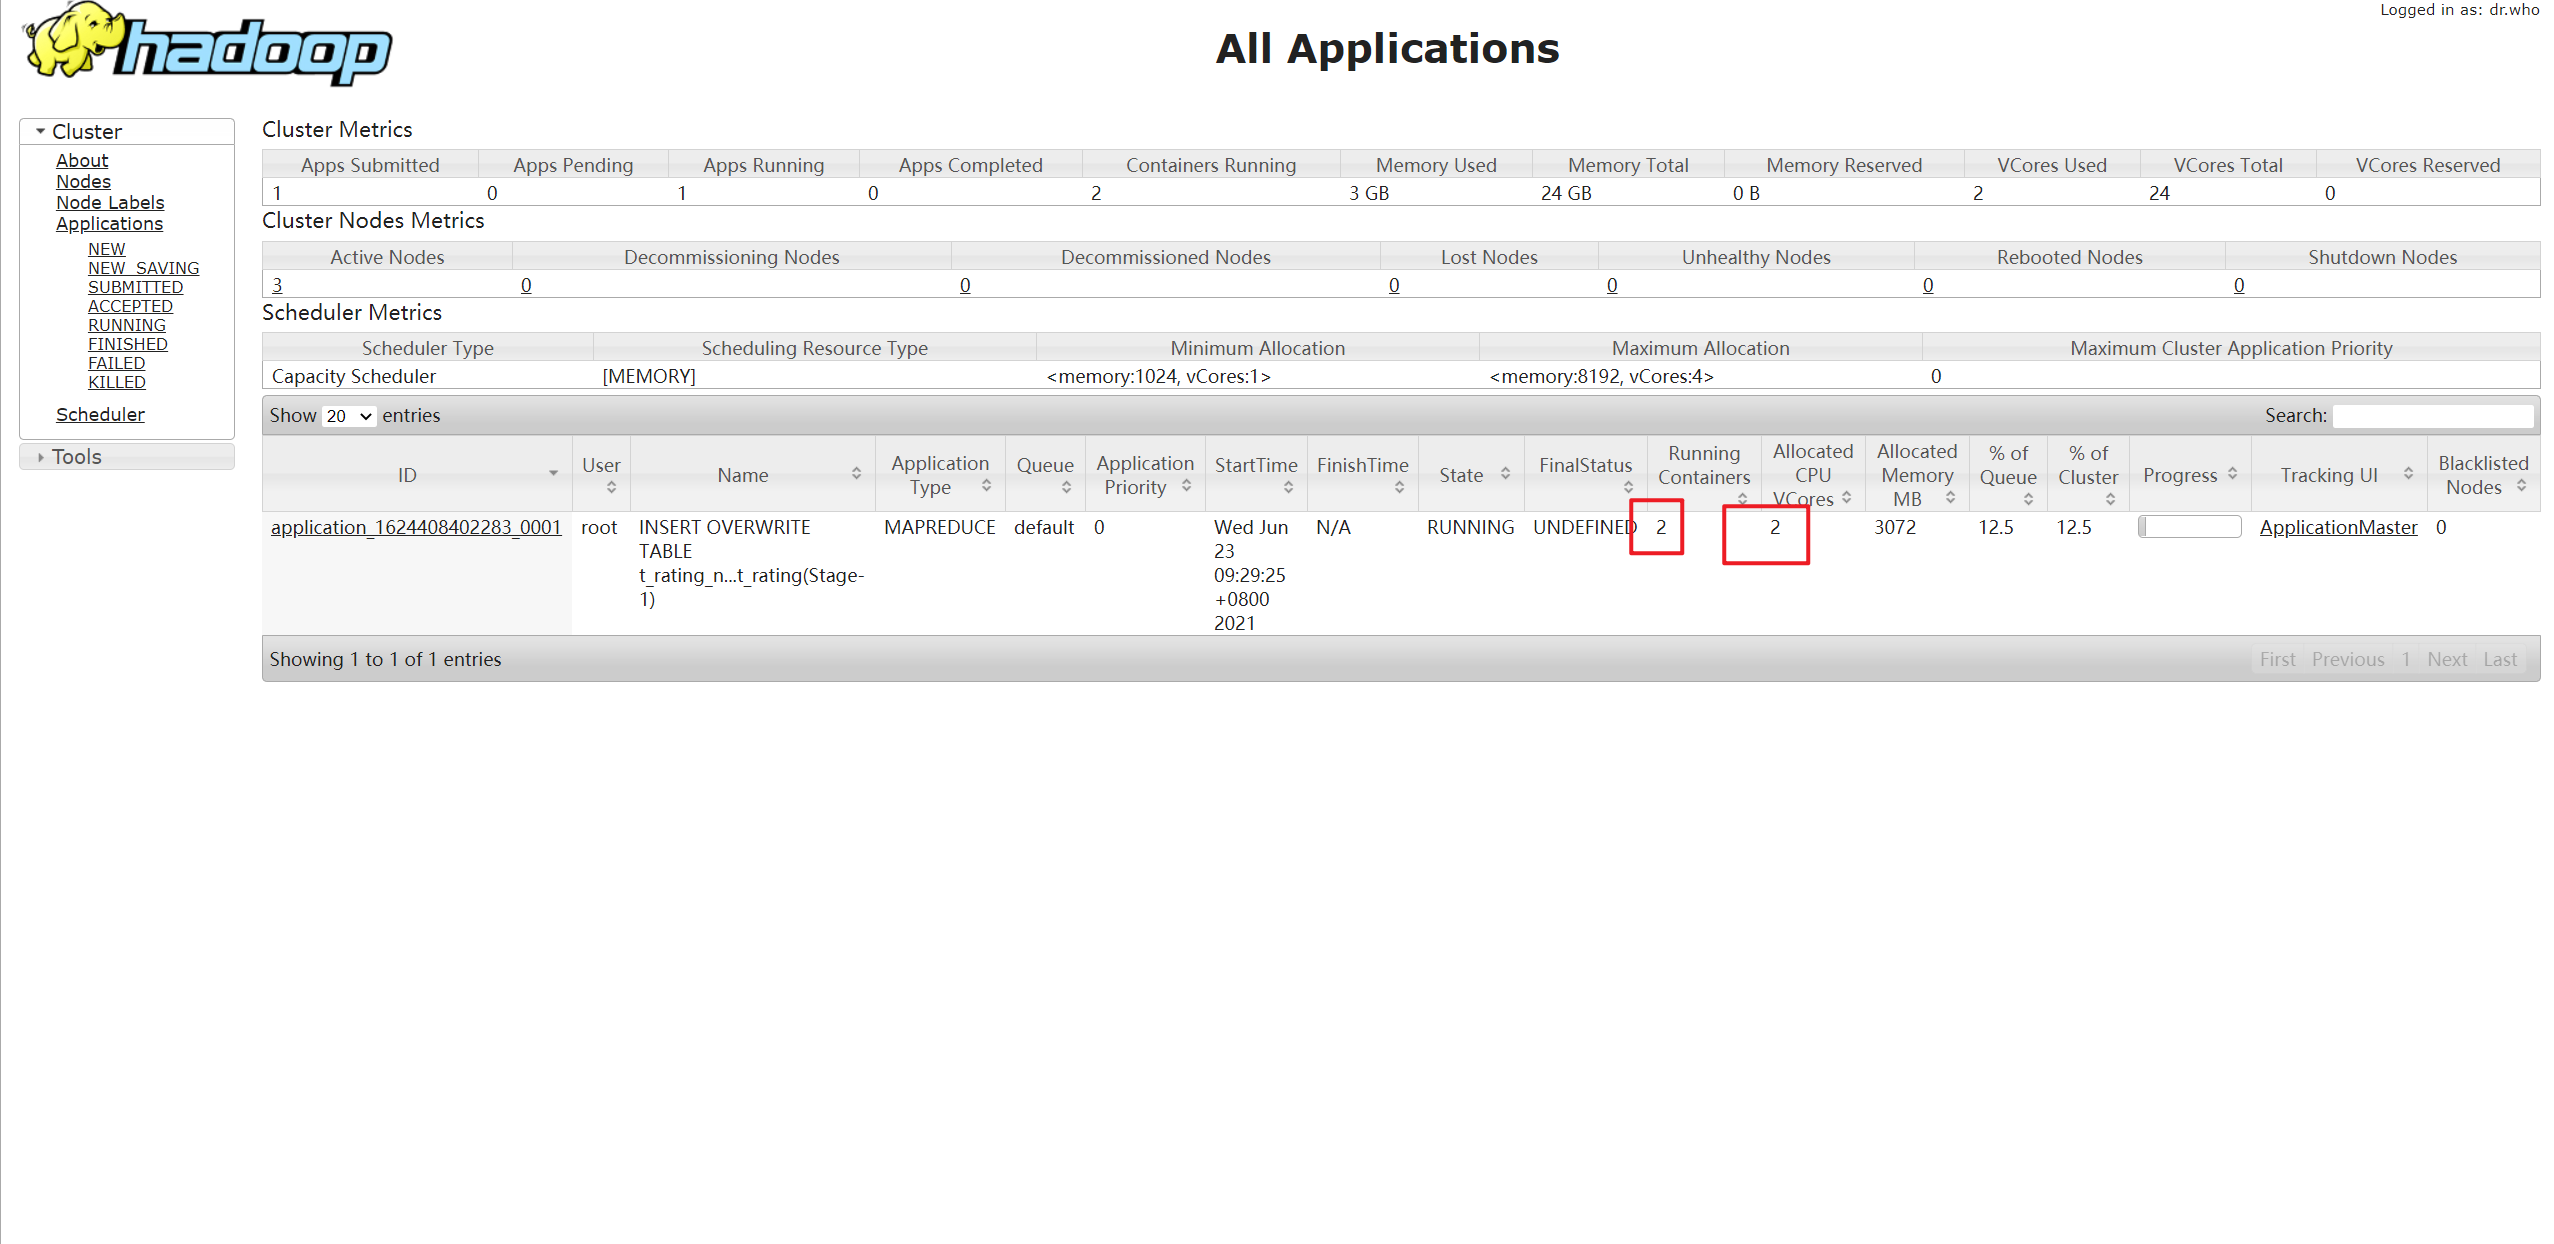 Logged in as: dr.who
hadoop
All Applications
Cluster
About
Nodes
Node Labels
Applications
NEW
NEW_SAVING
SUBMITTED
ACCEPTED
RUNNING
FINISHED
FAILED
KILLED
Scheduler
Tools
Cluster Metrics
Apps Submitted Apps Pending Apps Running Apps Completed Containers Running Memory Used Memory Total Memory Reserved VCores Used VCores Total VCores Reserved
1 0 1 0 2 3 GB 24 GB 0 B 2 24 0
Cluster Nodes Metrics
Active Nodes Decommissioning Nodes Decommissioned Nodes Lost Nodes Unhealthy Nodes Rebooted Nodes Shutdown Nodes
3 0 0 0 0 0 0
Scheduler Metrics
Scheduler Type Scheduling Resource Type Minimum Allocation Maximum Allocation Maximum Cluster Application Priority
Capacity Scheduler [MEMORY] <memory:1024, vCores:1> <memory:8192, vCores:4> 0
Show 20 entries Search:
ID User Name Application Type Queue Application Priority StartTime FinishTime State FinalStatus Running Containers Allocated CPU VCores Allocated Memory MB % of Queue % of Cluster Progress Tracking UI Blacklisted Nodes
application_1624408402283_0001 root INSERT OVERWRITE MAPREDUCE default 0 Wed Jun N/A RUNNING UNDEFINED 2 2 3072 12.5 12.5 ApplicationMaster 0
TABLE 23
t_rating_n...t_rating(Stage- 09:29:25
1) +0800
2021
Showing 1 to 1 of 1 entries First Previous 1 Next Last